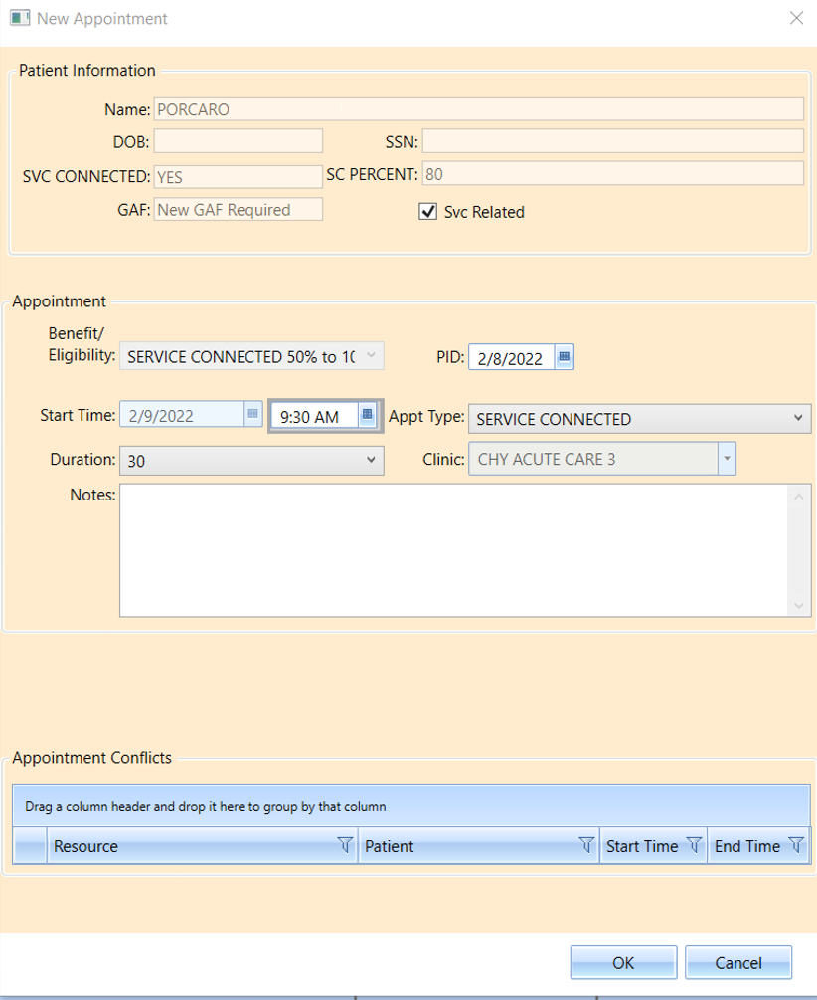 New Appointment
Patient Information
Name: PORCARO
DOB: SSN:
SVC CONNECTED: YES SC PERCENT: 80
GAF: New GAF Required Svc Related
Appointment
Benefit/
Eligibility: SERVICE CONNECTED 50% to 10 PID: 2/8/2022
Start Time: 2/9/2022 9:30 AM Appt Type: SERVICE CONNECTED
Duration: 30 Clinic: CHY ACUTE CARE 3
Notes:
Appointment Conflicts
Drag a column header and drop it here to group by that column
Resource Patient Start Time End Time
OK Cancel